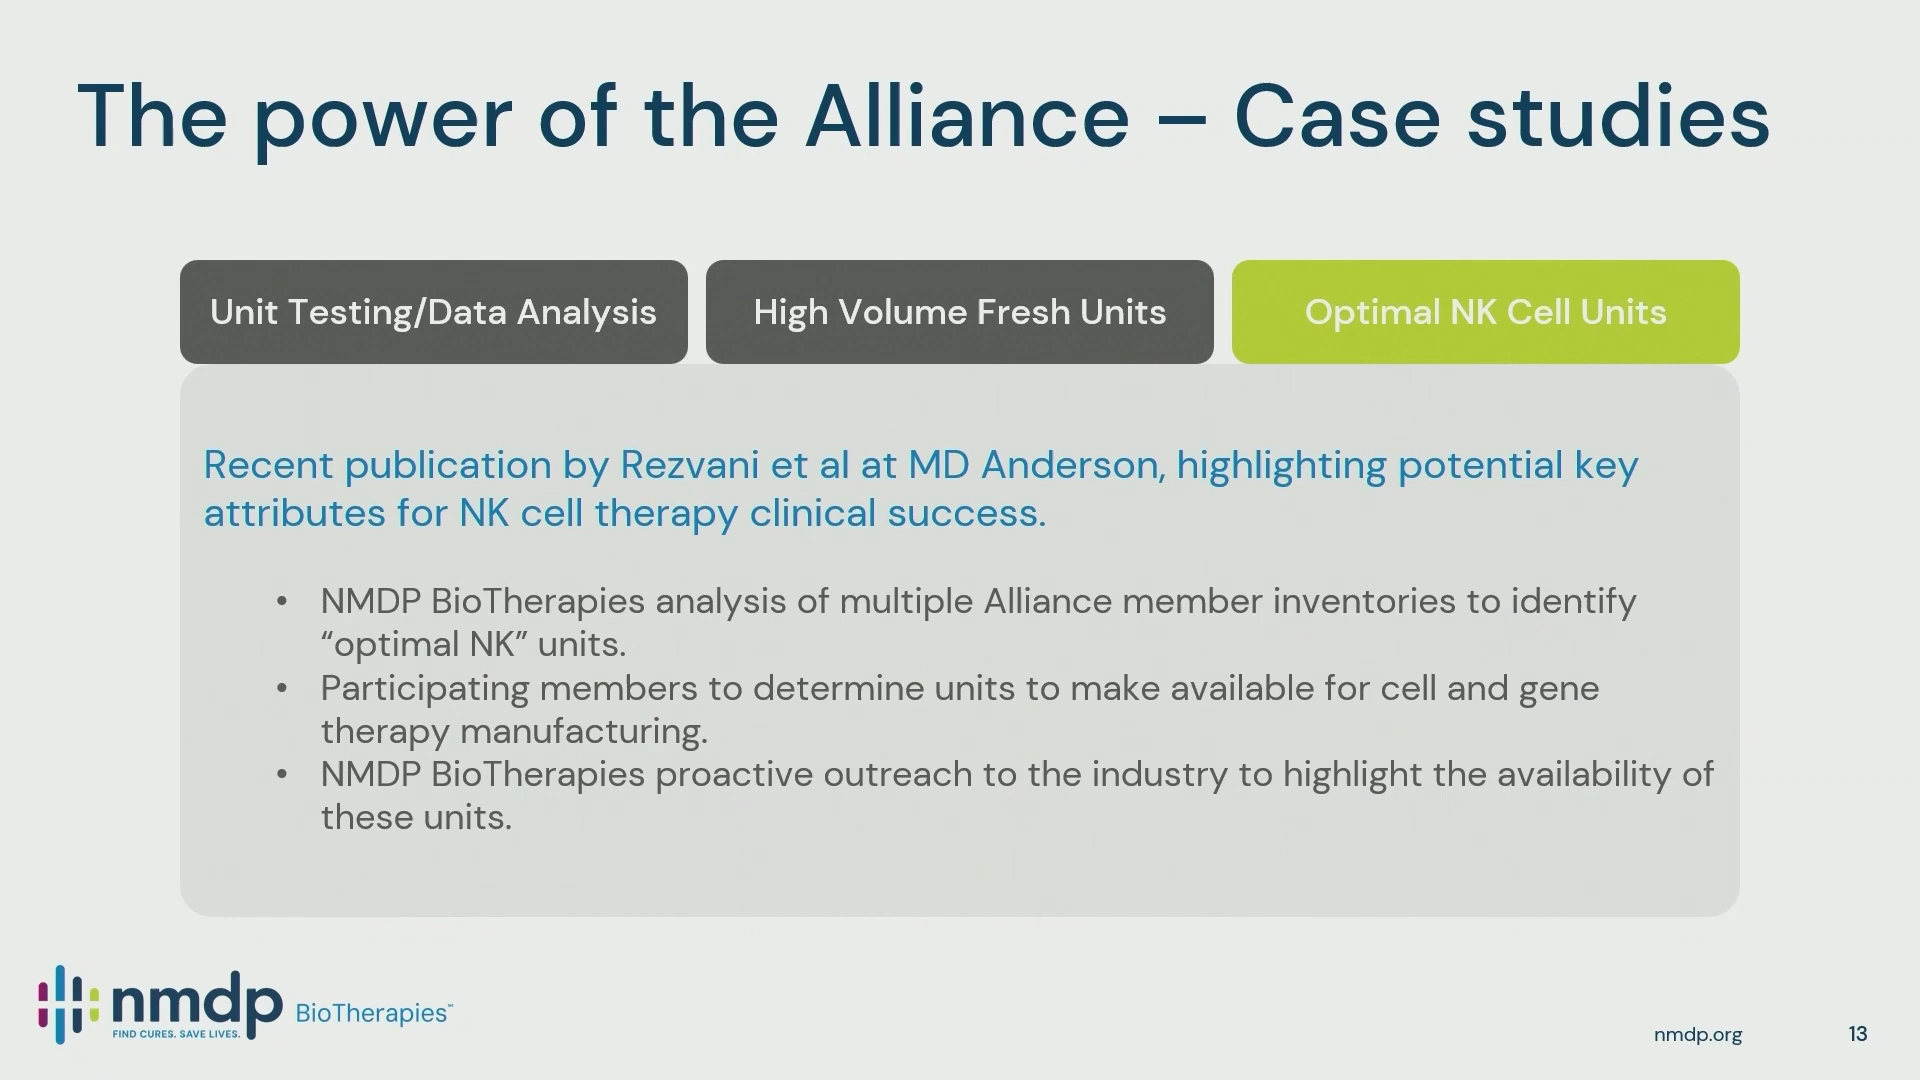 The power of the Alliance – Case studies
Unit Testing/Data Analysis
High Volume Fresh Units
Optimal NK Cell Units
Recent publication by Rezvani et al at MD Anderson, highlighting potential key
attributes for NK cell therapy clinical success.
• NMDP BioTherapies analysis of multiple Alliance member inventories to identify
“optimal NK” units.
• Participating members to determine units to make available for cell and gene
therapy manufacturing.
• NMDP BioTherapies proactive outreach to the industry to highlight the availability of
these units.
nmdp BioTherapies℠
FIND CURES. SAVE LIVES.
nmdp.org
13